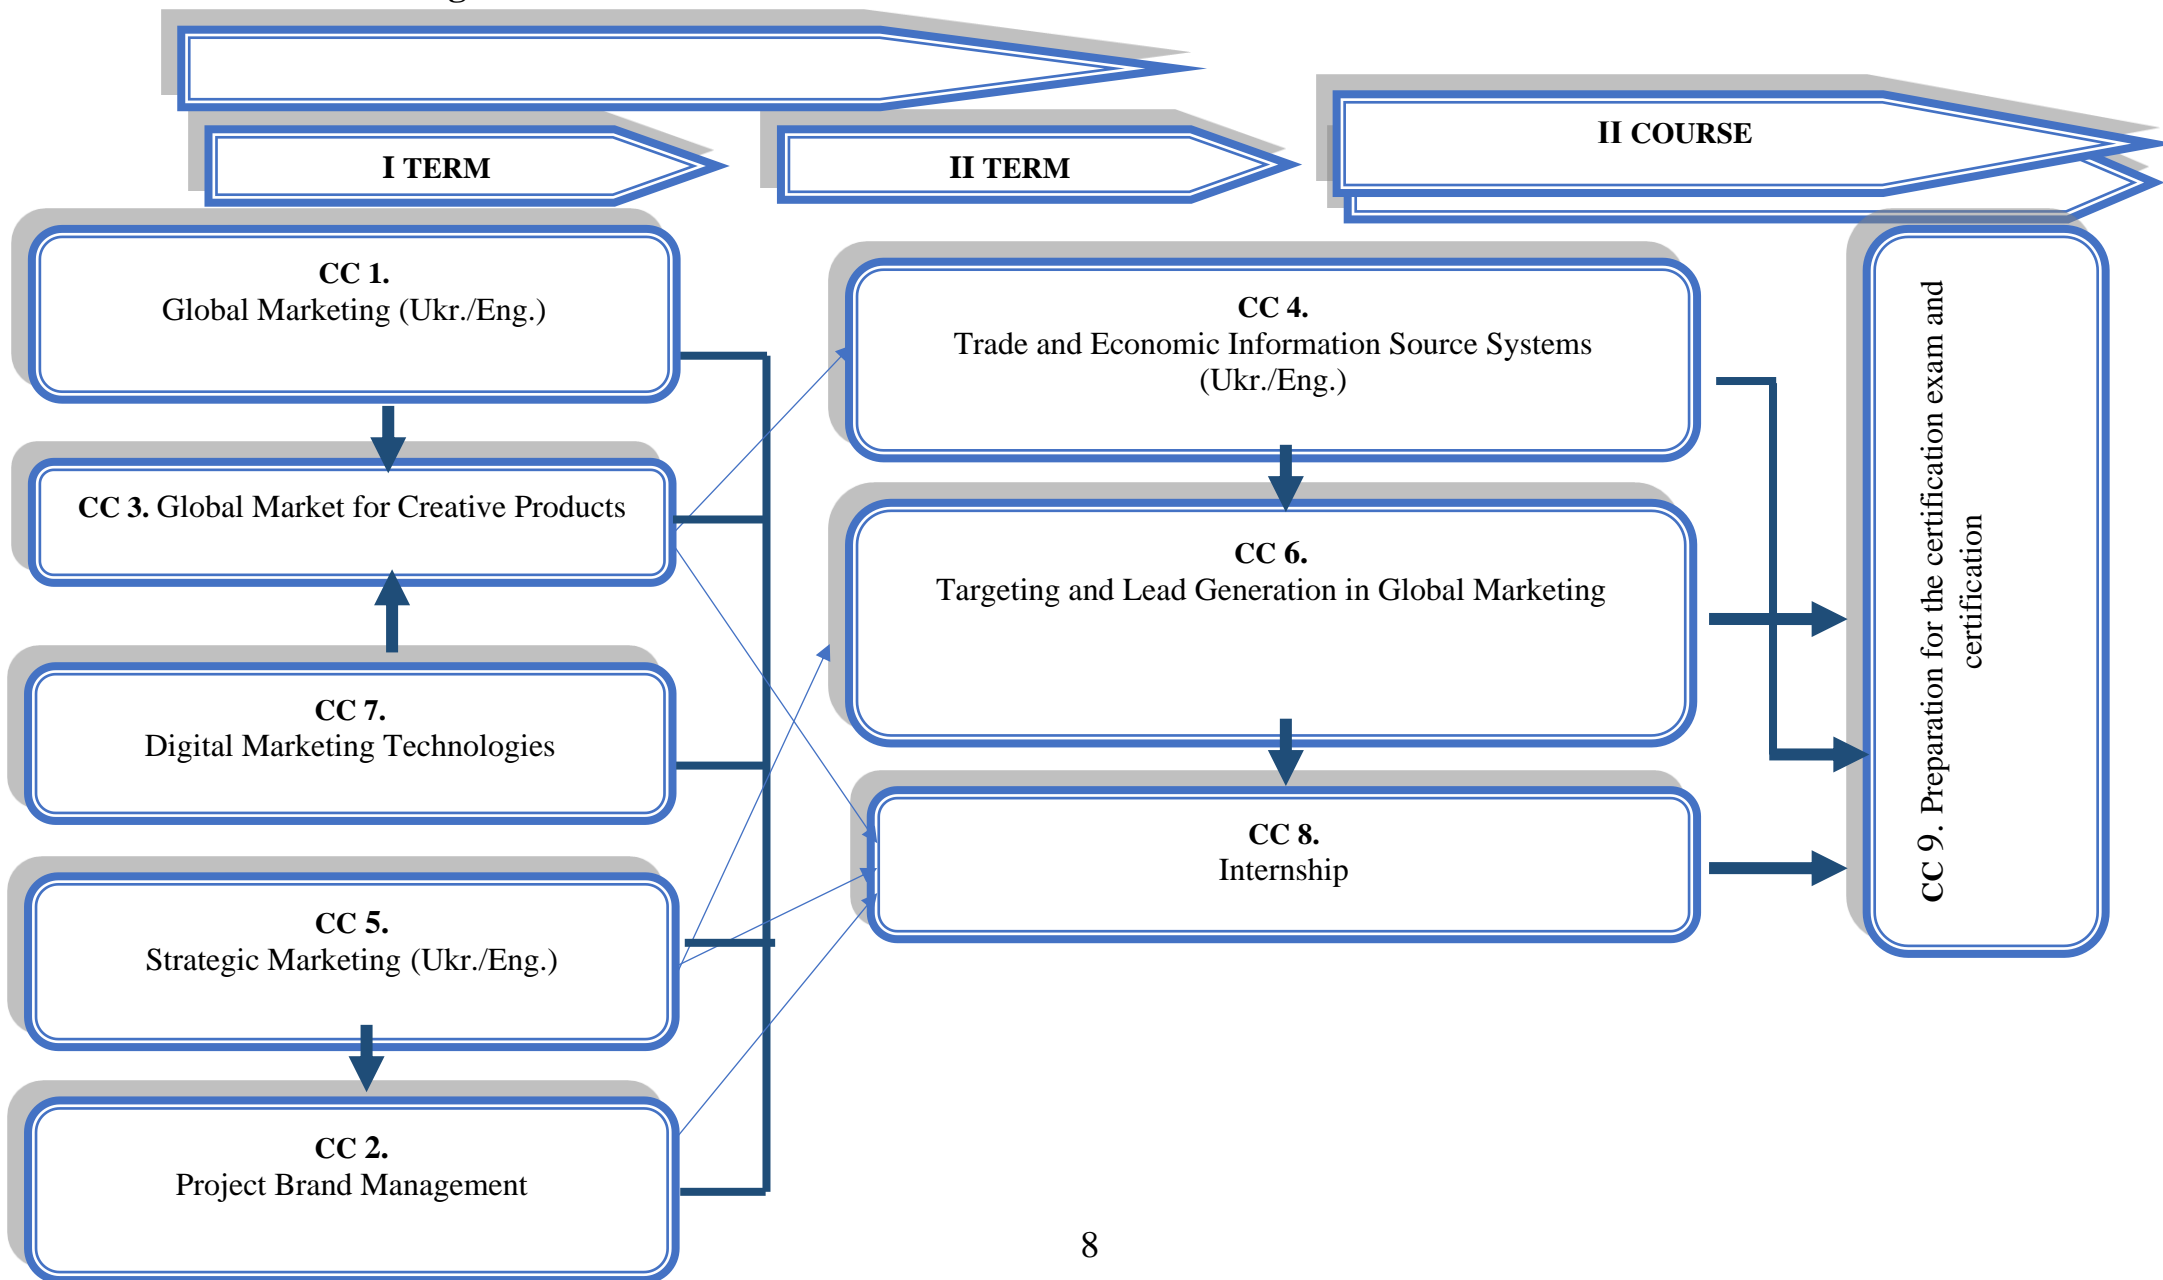 I TERM
II TERM
II COURSE
CC 1.
Global Marketing (Ukr./Eng.)
CC 3. Global Market for Creative Products
CC 7.
Digital Marketing Technologies
CC 5.
Strategic Marketing (Ukr./Eng.)
CC 2.
Project Brand Management
CC 4.
Trade and Economic Information Source Systems
(Ukr./Eng.)
CC 6.
Targeting and Lead Generation in Global Marketing
CC 8.
Internship
CC 9. Preparation for the certification exam and
certification
8